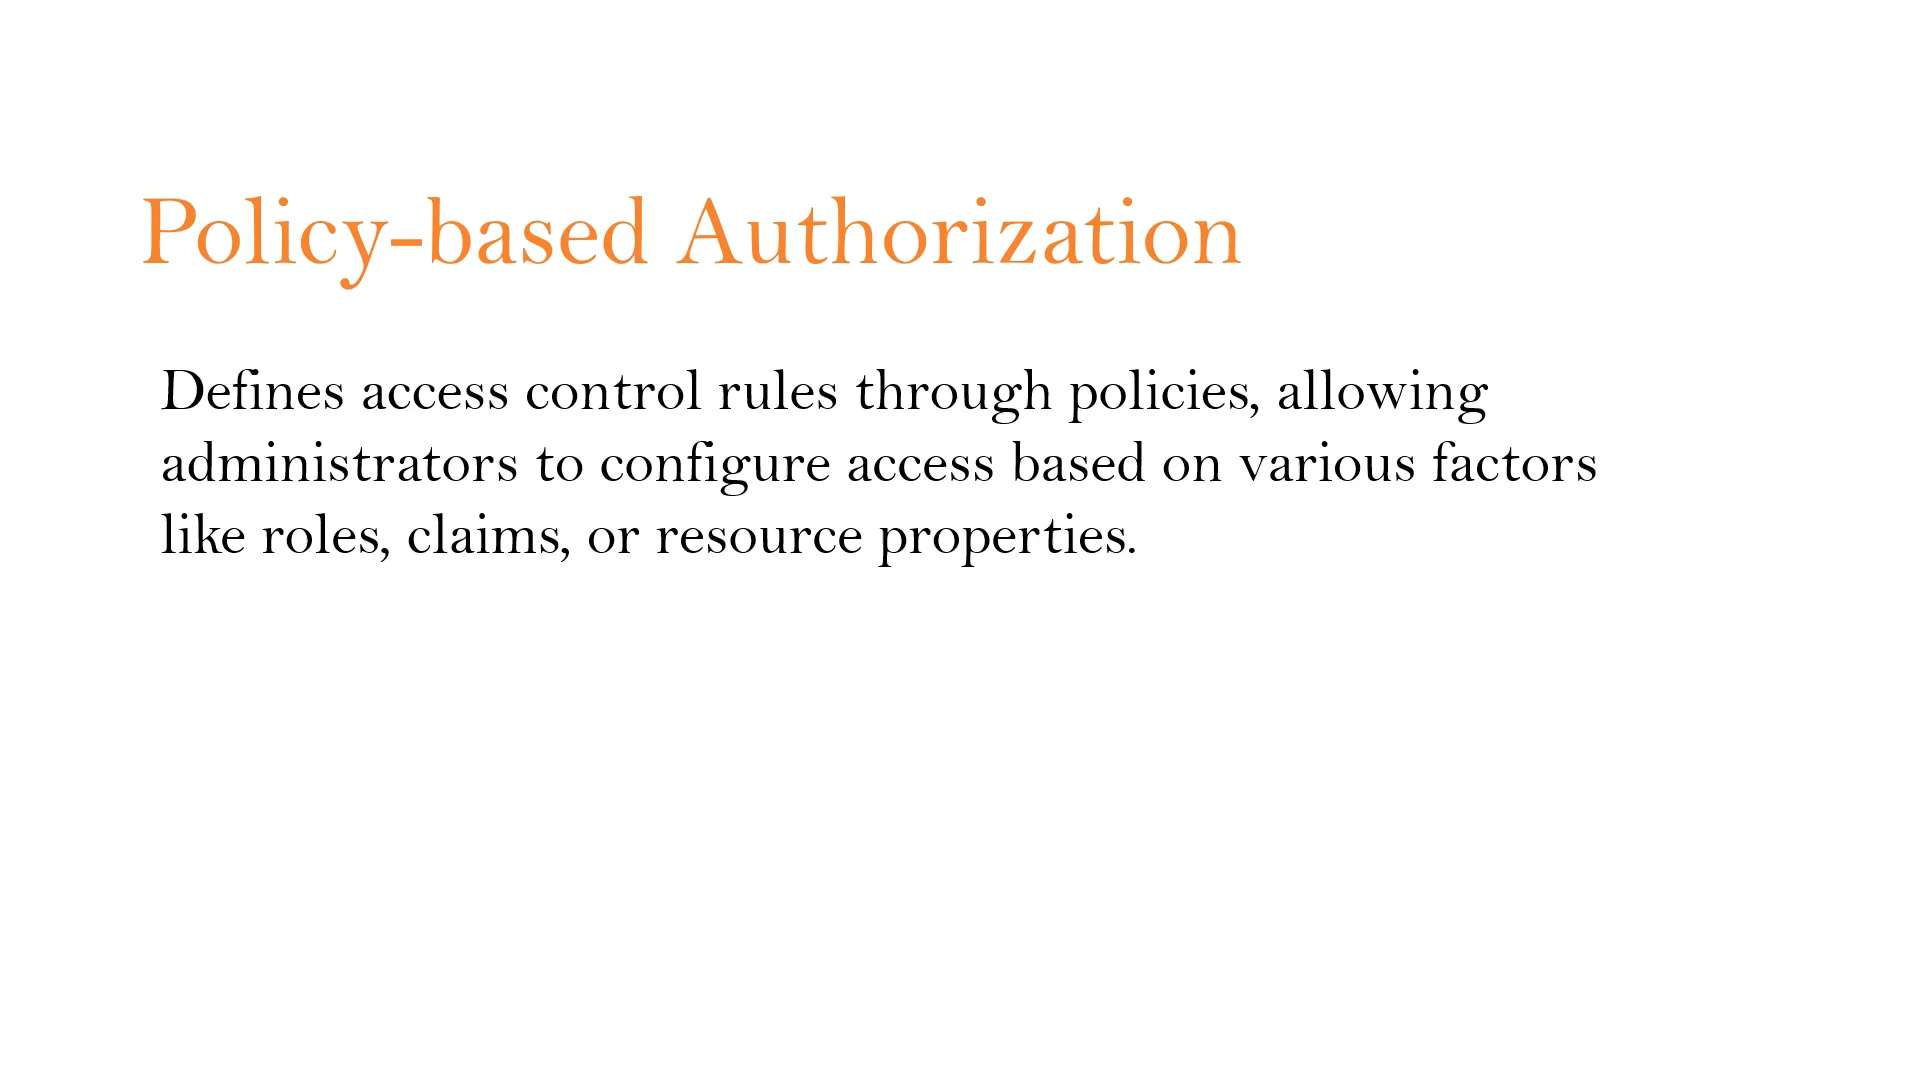 Policy-based Authorization
Defines access control rules through policies, allowing
administrators to configure access based on various factors
like roles, claims, or resource properties.